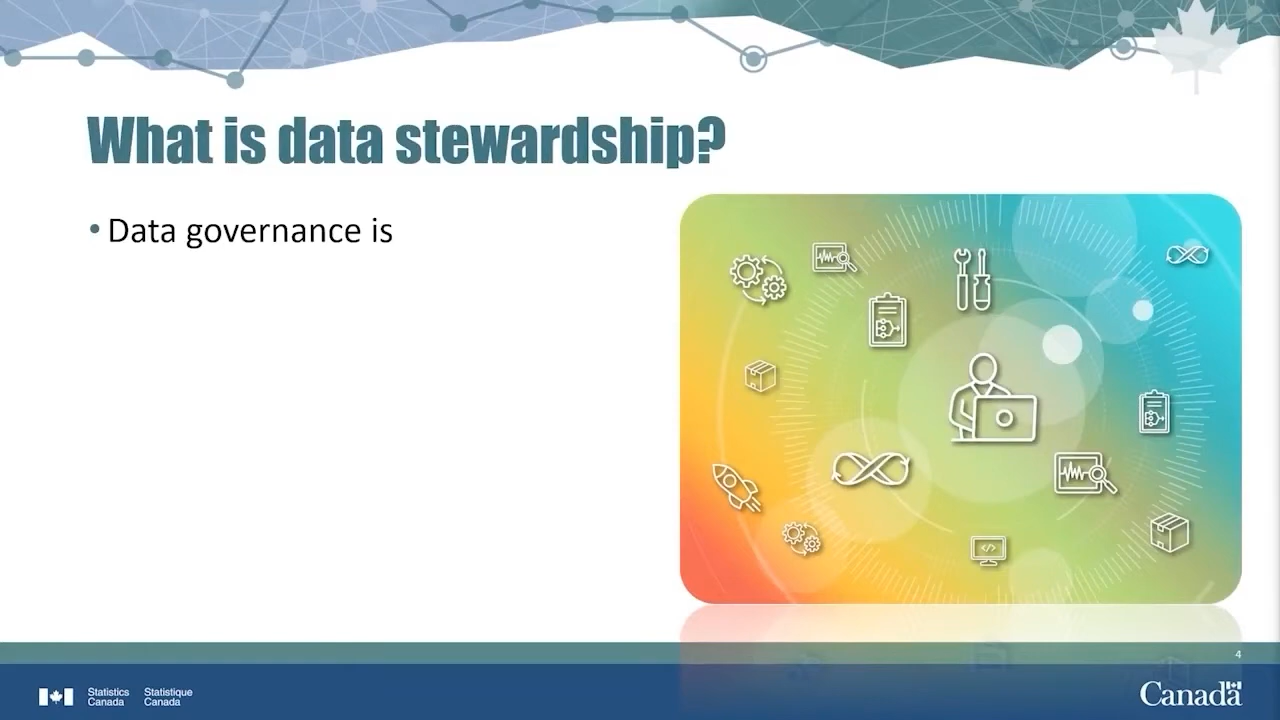 What is data stewardship?
• Data governance is
4
Statistics Canada
Statistique Canada
Canada